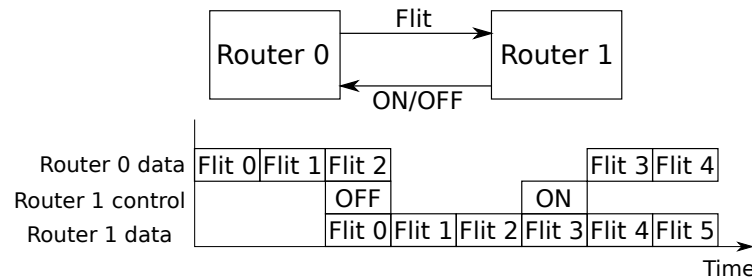 Flit
Router 0
Router 1
ON/OFF
Router 0 data Flit 0 Flit 1 Flit 2 Flit 3 Flit 4
Router 1 control OFF ON
Router 1 data Flit 0 Flit 1 Flit 2 Flit 3 Flit 4 Flit 5
Time